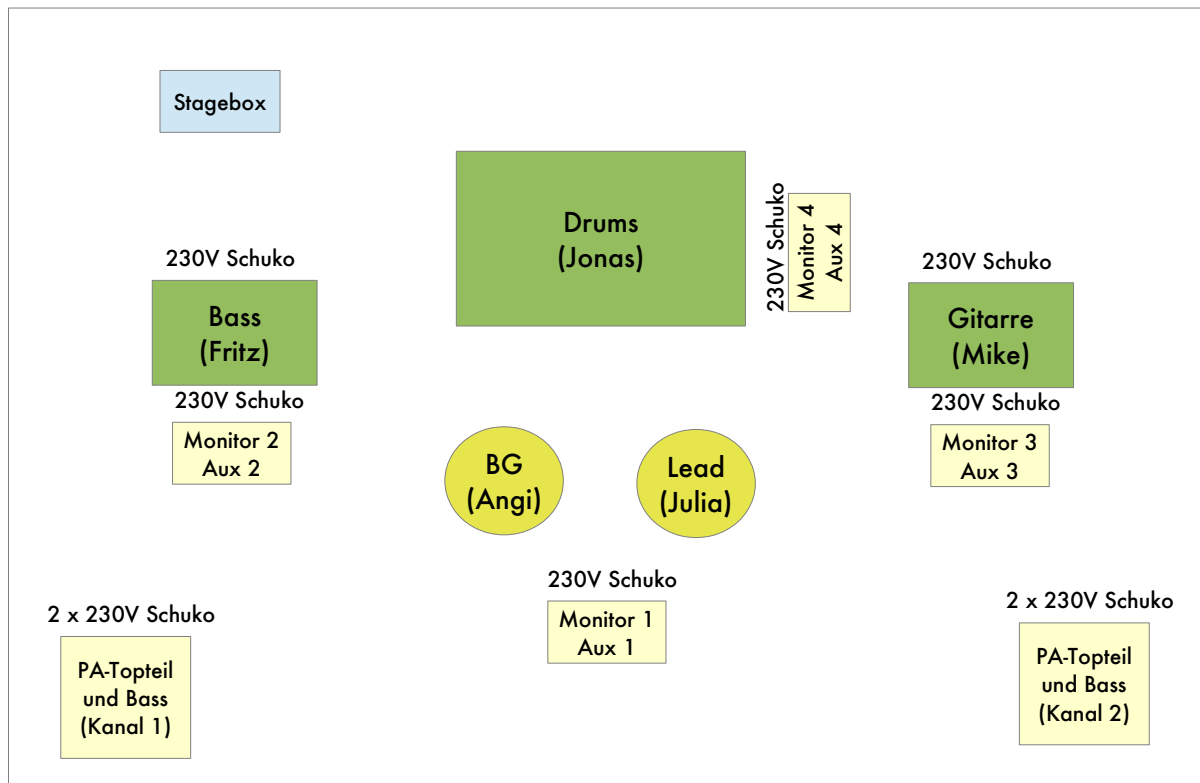 Stagebox
Drums
(Jonas)
230V Schuko
Monitor 4
Aux 4
230V Schuko
Bass
(Fritz)
230V Schuko
Gitarre
(Mike)
230V Schuko
Monitor 2
Aux 2
BG
(Angi)
Lead
(Julia)
230V Schuko
Monitor 3
Aux 3
230V Schuko
Monitor 1
Aux 1
2 x 230V Schuko
PA-Topteil
und Bass
(Kanal 1)
2 x 230V Schuko
PA-Topteil
und Bass
(Kanal 2)